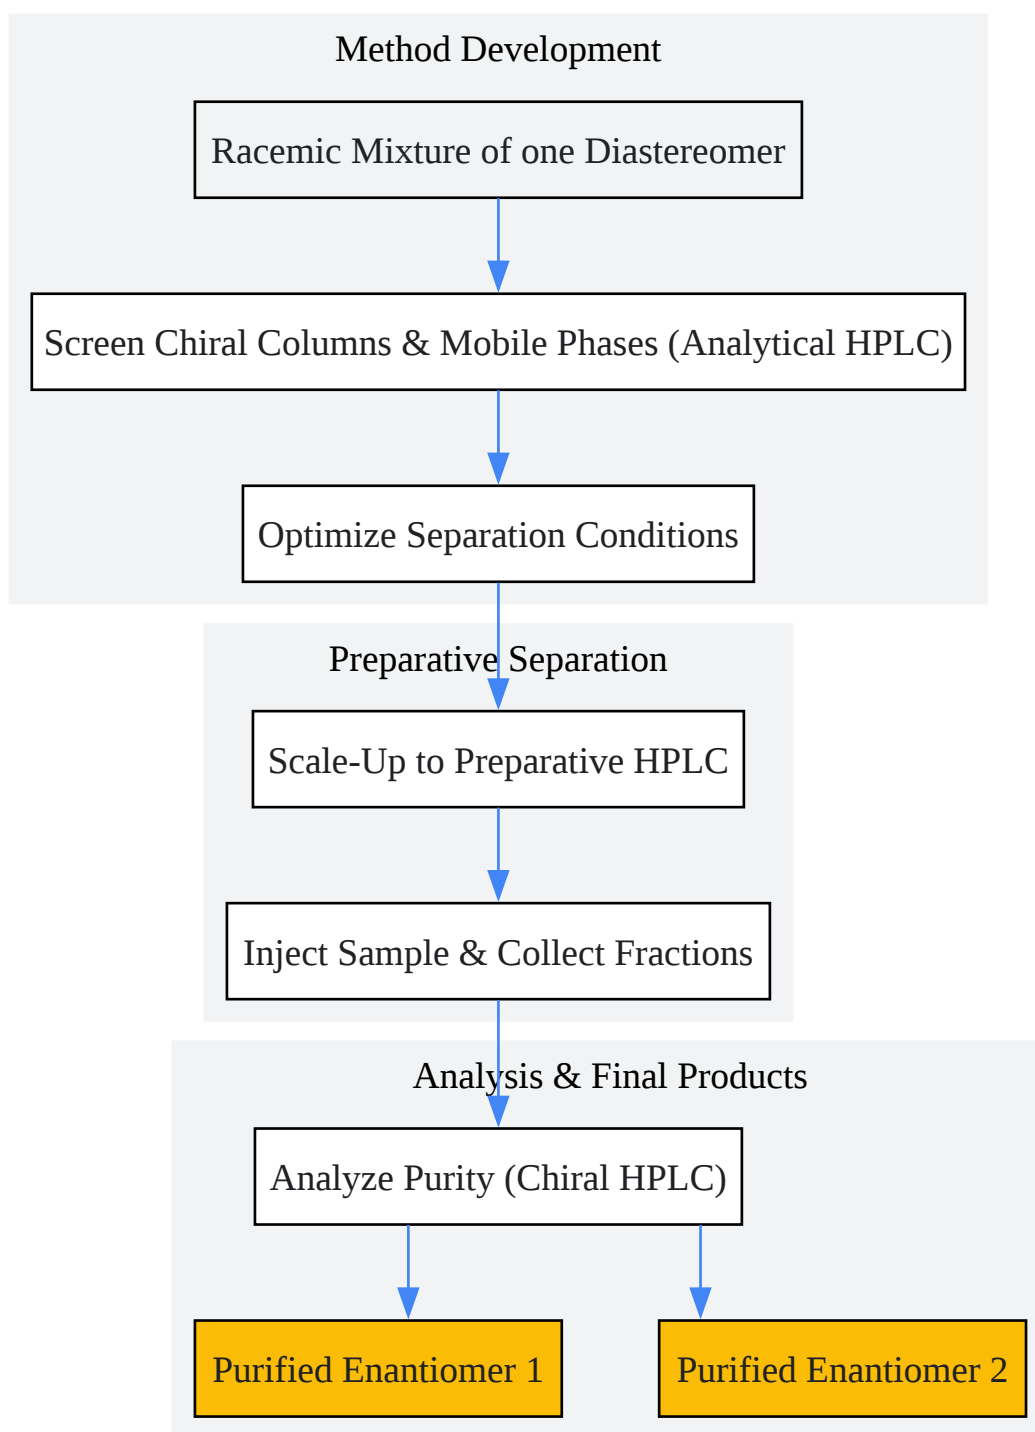 Method Development
Racemic Mixture of one Diastereomer
Screen Chiral Columns & Mobile Phases (Analytical HPLC)
Optimize Separation Conditions
Preparative Separation
Scale-Up to Preparative HPLC
Inject Sample & Collect Fractions
Analysis & Final Products
Analyze Purity (Chiral HPLC)
Purified Enantiomer 1
Purified Enantiomer 2